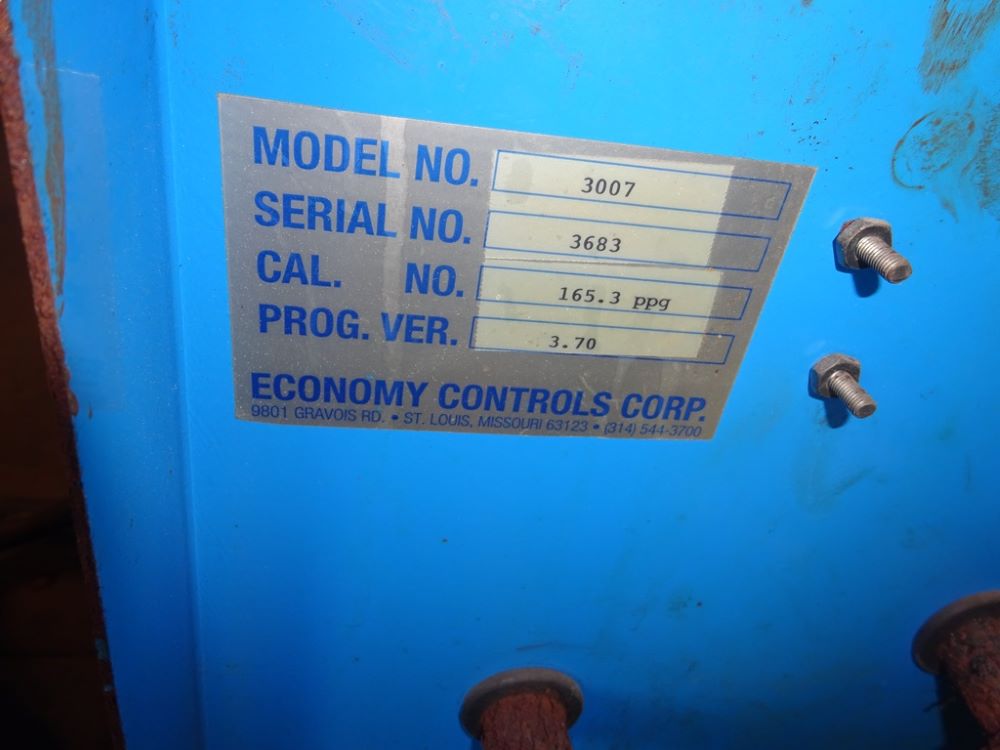 MODEL NO. 3007
SERIAL NO. 3683
CAL. NO. 165.3 ppg
PROG. VER. 3.70
ECONOMY CONTROLS CORP.
9801 GRAVOIS RD. • ST. LOUIS, MISSOURI 63123 • (314) 544-3700